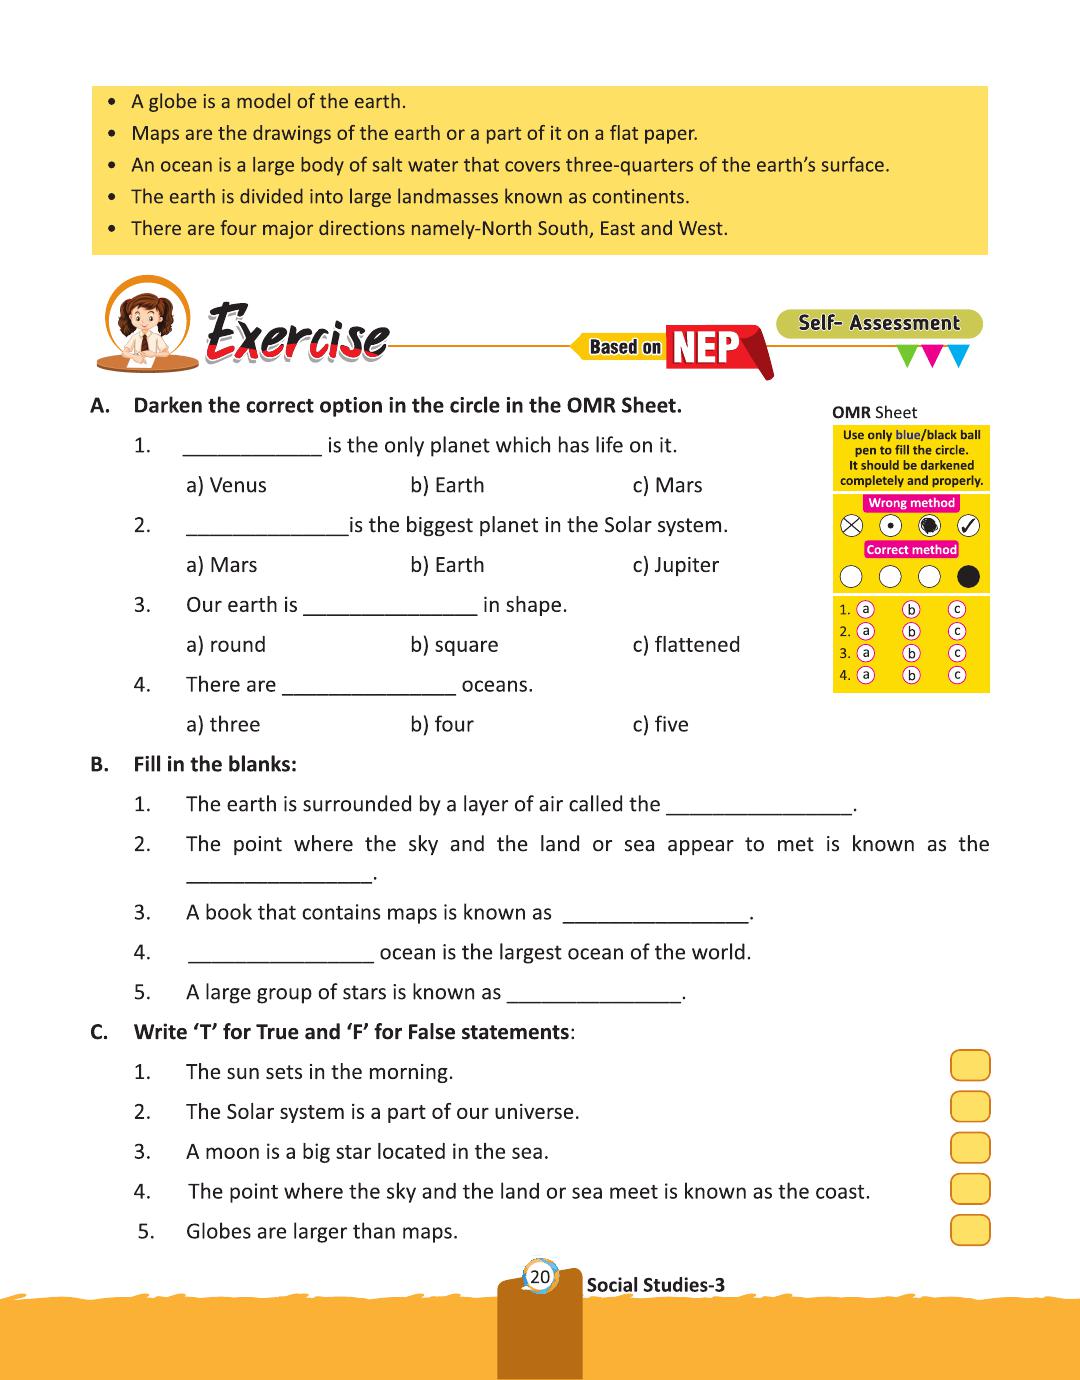 • A globe is a model of the earth.
• Maps are the drawings of the earth or a part of it on a flat paper.
• An ocean is a large body of salt water that covers three-quarters of the earth's surface.
• The earth is divided into large landmasses known as continents.
• There are four major directions namely-North South, East and West.
Exercise
Based on NEP
Self- Assessment
A. Darken the correct option in the circle in the OMR Sheet.
1. ____________ is the only planet which has life on it.
a) Venus b) Earth c) Mars
2. ______________is the biggest planet in the Solar system.
a) Mars b) Earth c) Jupiter
3. Our earth is _______________ in shape.
a) round b) square c) flattened
4. There are _______________ oceans.
a) three b) four c) five
OMR Sheet
Use only blue/black ball
pen to fill the circle.
It should be darkened
completely and properly.
Wrong method
Correct method
1. a b c
2. a b c
3. a b c
4. a b c
B. Fill in the blanks:
1. The earth is surrounded by a layer of air called the ________________.
2. The point where the sky and the land or sea appear to met is known as the
________________.
3. A book that contains maps is known as ________________.
4. ________________ ocean is the largest ocean of the world.
5. A large group of stars is known as _______________.
C. Write ‘T’ for True and ‘F’ for False statements:
1. The sun sets in the morning.
2. The Solar system is a part of our universe.
3. A moon is a big star located in the sea.
4. The point where the sky and the land or sea meet is known as the coast.
5. Globes are larger than maps.
20
Social Studies-3